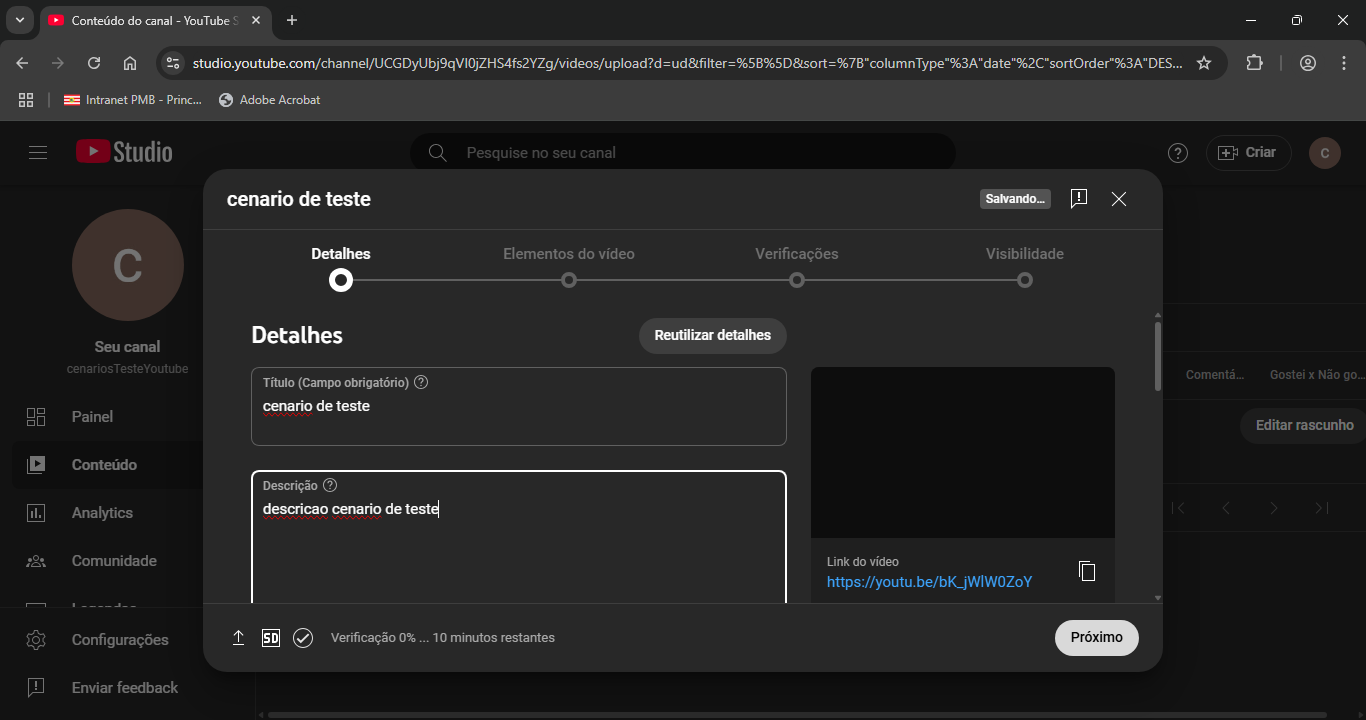 Conteúdo do canal - YouTube S
studio.youtube.com/channel/UCGDyUbj9qVI0jZHS4fs2YZg/videos/upload?d=ud&filter=%5B%5D&sort=%7B"columnType"%3A"date"%2C"sortOrder"%3A"DES...
Intranet PMB - Princ...
Adobe Acrobat
Studio
Pesquise no seu canal
Criar
C
cenario de teste
Salvando...
Detalhes
Elementos do vídeo
Verificações
Visibilidade
C
Seu canal
cenariosTesteYoutube
Painel
Conteúdo
Analytics
Comunidade
Legendas
Configurações
Enviar feedback
Detalhes
Reutilizar detalhes
Título (Campo obrigatório)
cenario de teste
Descrição
descricao cenario de teste
Link do vídeo
https://youtu.be/bK_jWlW0ZoY
Comentá...
Gostei x Não go...
Editar rascunho
SD
Verificação 0% ... 10 minutos restantes
Próximo